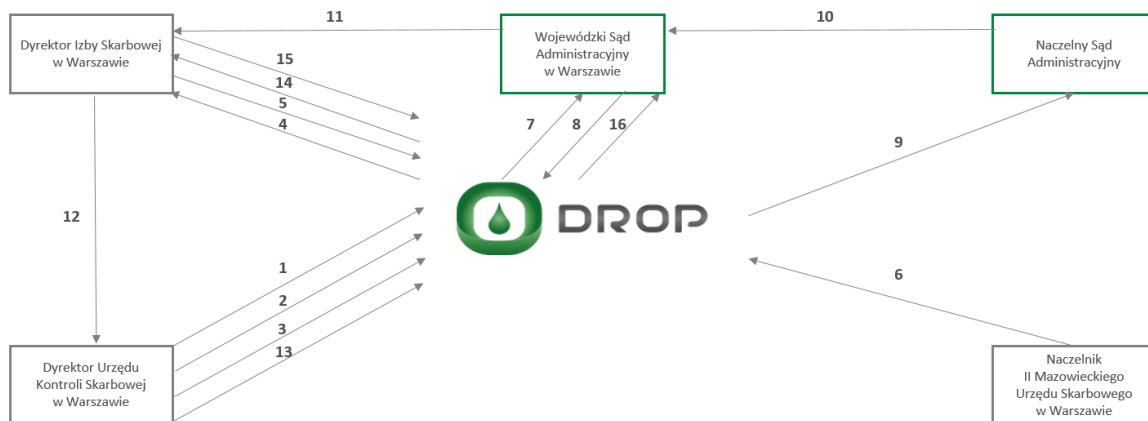 11
10
Dyrektor Izby Skarbowej
w Warszawie
Wojewódzki Sąd
Administracyjny
w Warszawie
Naczelny Sąd
Administracyjny
15
14
5
4
7
8
16
9
12
DROP
1
2
3
13
6
Dyrektor Urzędu
Kontroli Skarbowej
w Warszawie
Naczelnik
II Mazowieckiego
Urzędu Skarbowego
w Warszawie